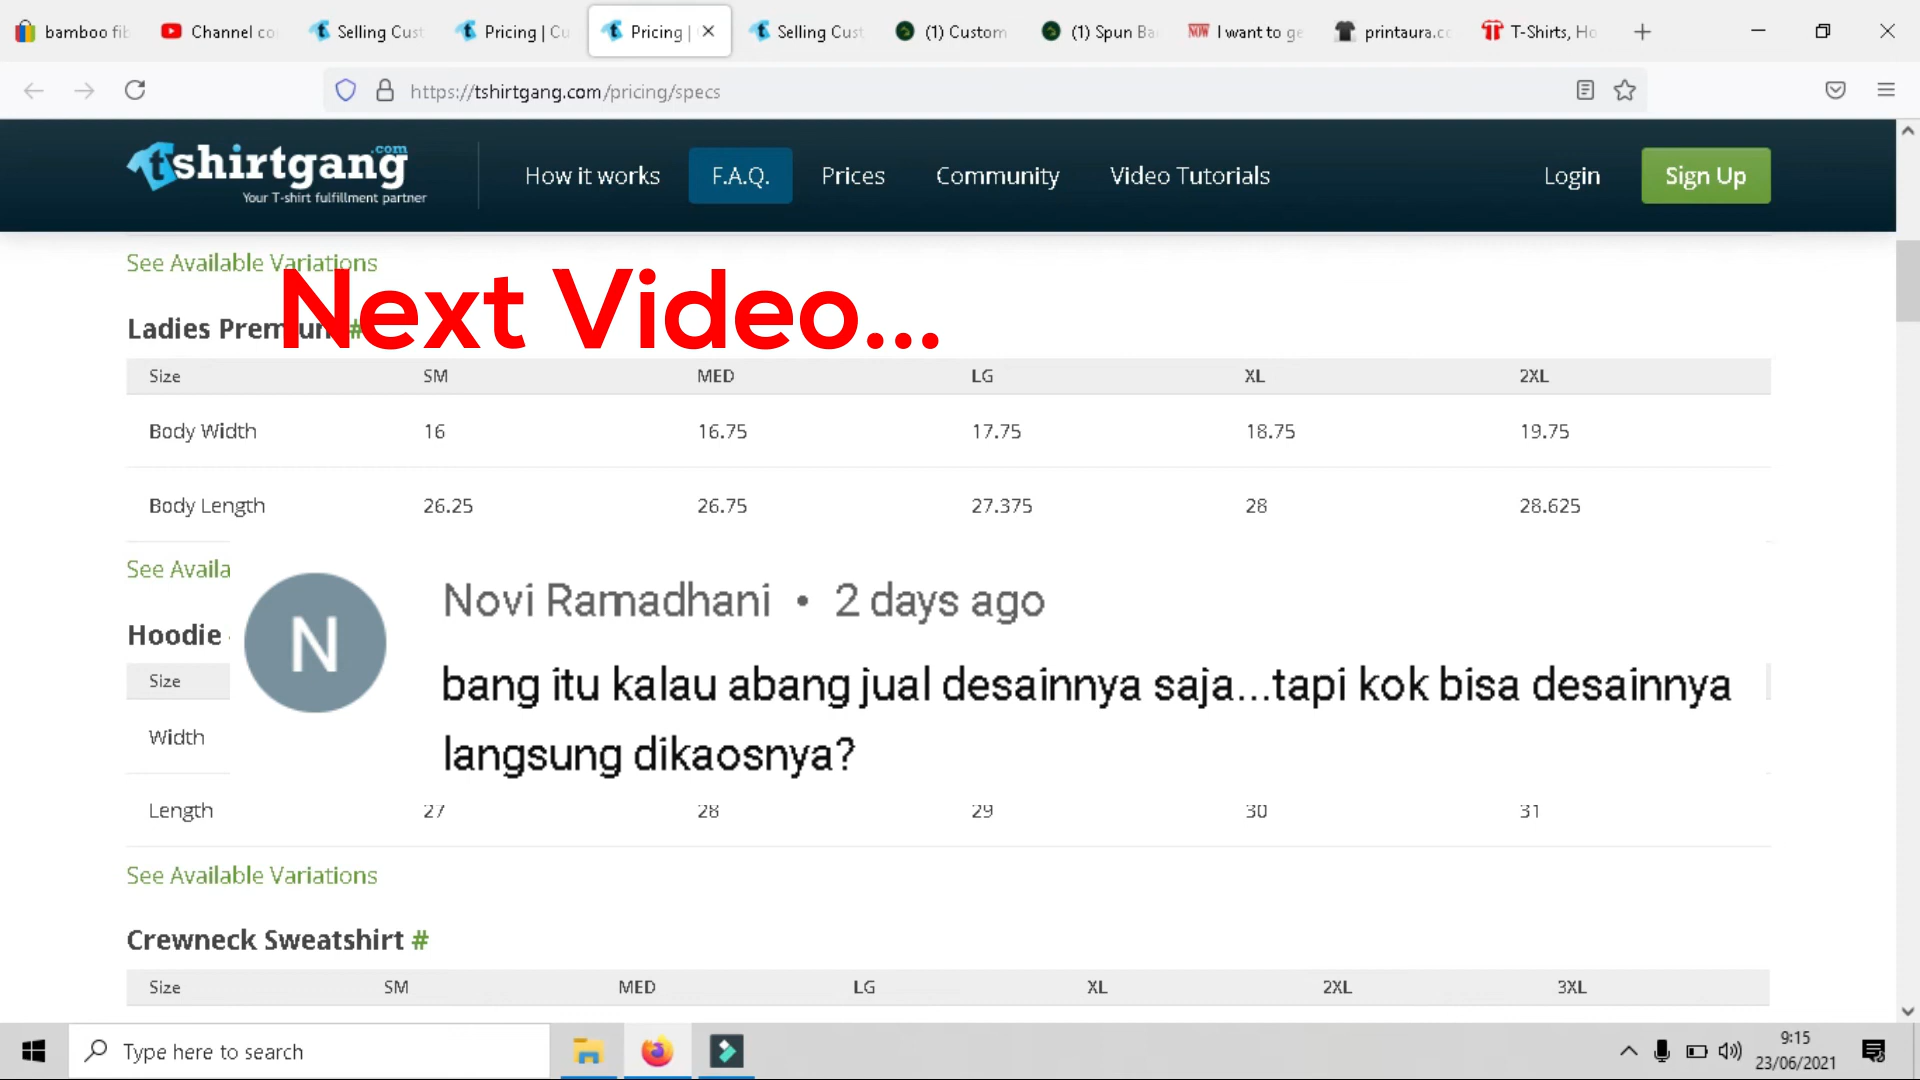 bamboo fib
Channel co
Selling Cust
Pricing | Cu
Pricing |
Selling Cust
(1) Custom
(1) Spun Ba
NOW I want to ge
printaura.co
T-Shirts, Ho
https://tshirtgang.com/pricing/specs
tshirtgang.com
Your T-shirt fulfillment partner
How it works
F.A.Q.
Prices
Community
Video Tutorials
Login
Sign Up
See Available Variations
Next Video...
Ladies Premium #
Size SM MED LG XL 2XL
Body Width 16 16.75 17.75 18.75 19.75
Body Length 26.25 26.75 27.375 28 28.625
See Availa
N
Novi Ramadhani • 2 days ago
Hoodie
Size
bang itu kalau abang jual desainnya saja...tapi kok bisa desainnya
Width
langsung dikaosnya?
Length 27 28 29 30 31
See Available Variations
Crewneck Sweatshirt #
Size SM MED LG XL 2XL 3XL
Type here to search
9:15
23/06/2021